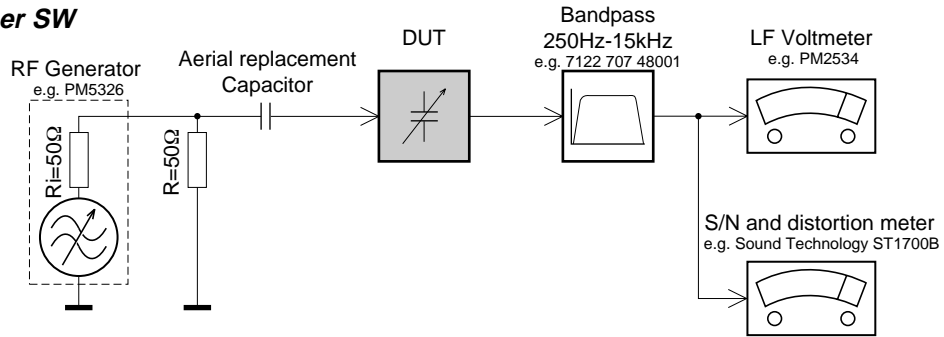 er SW
RF Generator
e.g. PM5326
Ri=50Ω
R=50Ω
Aerial replacement
Capacitor
DUT
Bandpass
250Hz-15kHz
e.g. 7122 707 48001
LF Voltmeter
e.g. PM2534
S/N and distortion meter
e.g. Sound Technology ST1700B